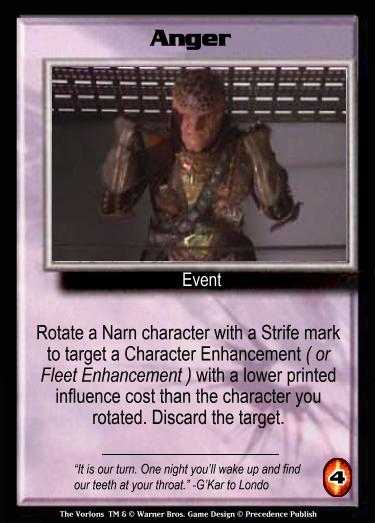 Anger
Event
Rotate a Narn character with a Strife mark
to target a Character Enhancement ( or
Fleet Enhancement ) with a lower printed
influence cost than the character you
rotated. Discard the target.
“It is our turn. One night you’ll wake up and find
our teeth at your throat.” -G’Kar to Londo
4
The Vorlons TM & © Warner Bros. Game Design © Precedence Publish